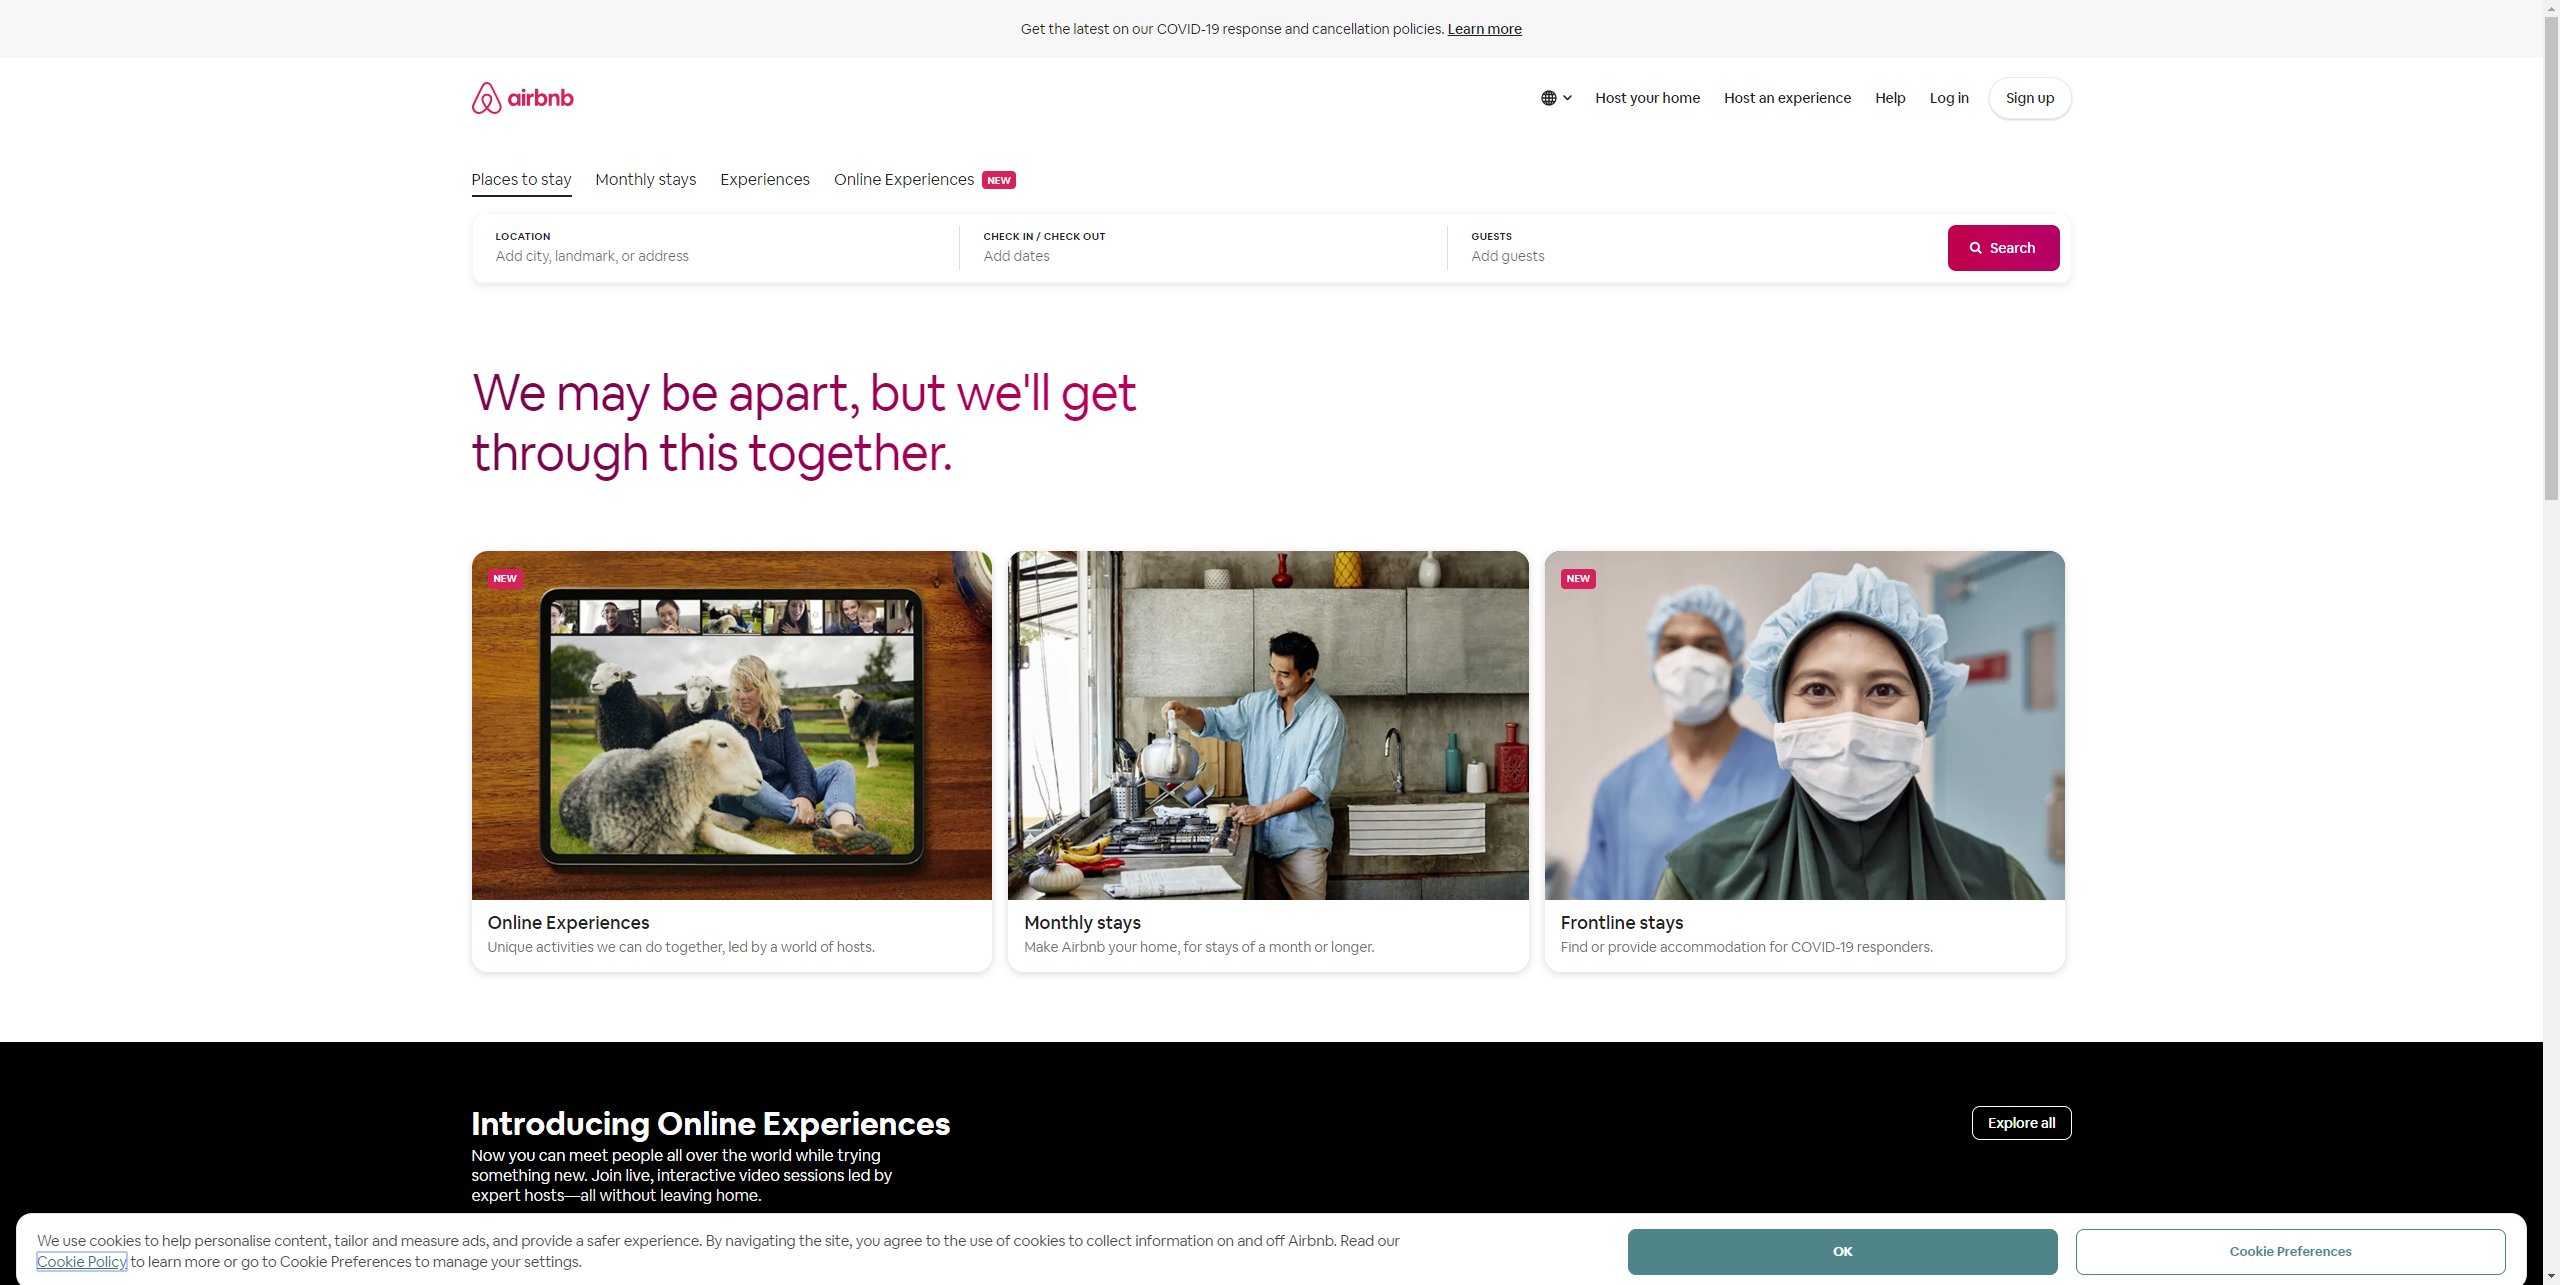 Get the latest on our COVID-19 response and cancellation policies. Learn more
airbnb
Host your home
Host an experience
Help
Log in
Sign up
Places to stay
Monthly stays
Experiences
Online Experiences
NEW
LOCATION
Add city, landmark, or address
CHECK IN / CHECK OUT
Add dates
GUESTS
Add guests
Search
We may be apart, but we'll get
through this together.
NEW
Online Experiences
Unique activities we can do together, led by a world of hosts.
Monthly stays
Make Airbnb your home, for stays of a month or longer.
NEW
Frontline stays
Find or provide accommodation for COVID-19 responders.
Introducing Online Experiences
Now you can meet people all over the world while trying
something new. Join live, interactive video sessions led by
expert hosts—all without leaving home.
Explore all
We use cookies to help personalise content, tailor and measure ads, and provide a safer experience. By navigating the site, you agree to the use of cookies to collect information on and off Airbnb. Read our
Cookie Policy to learn more or go to Cookie Preferences to manage your settings.
OK
Cookie Preferences